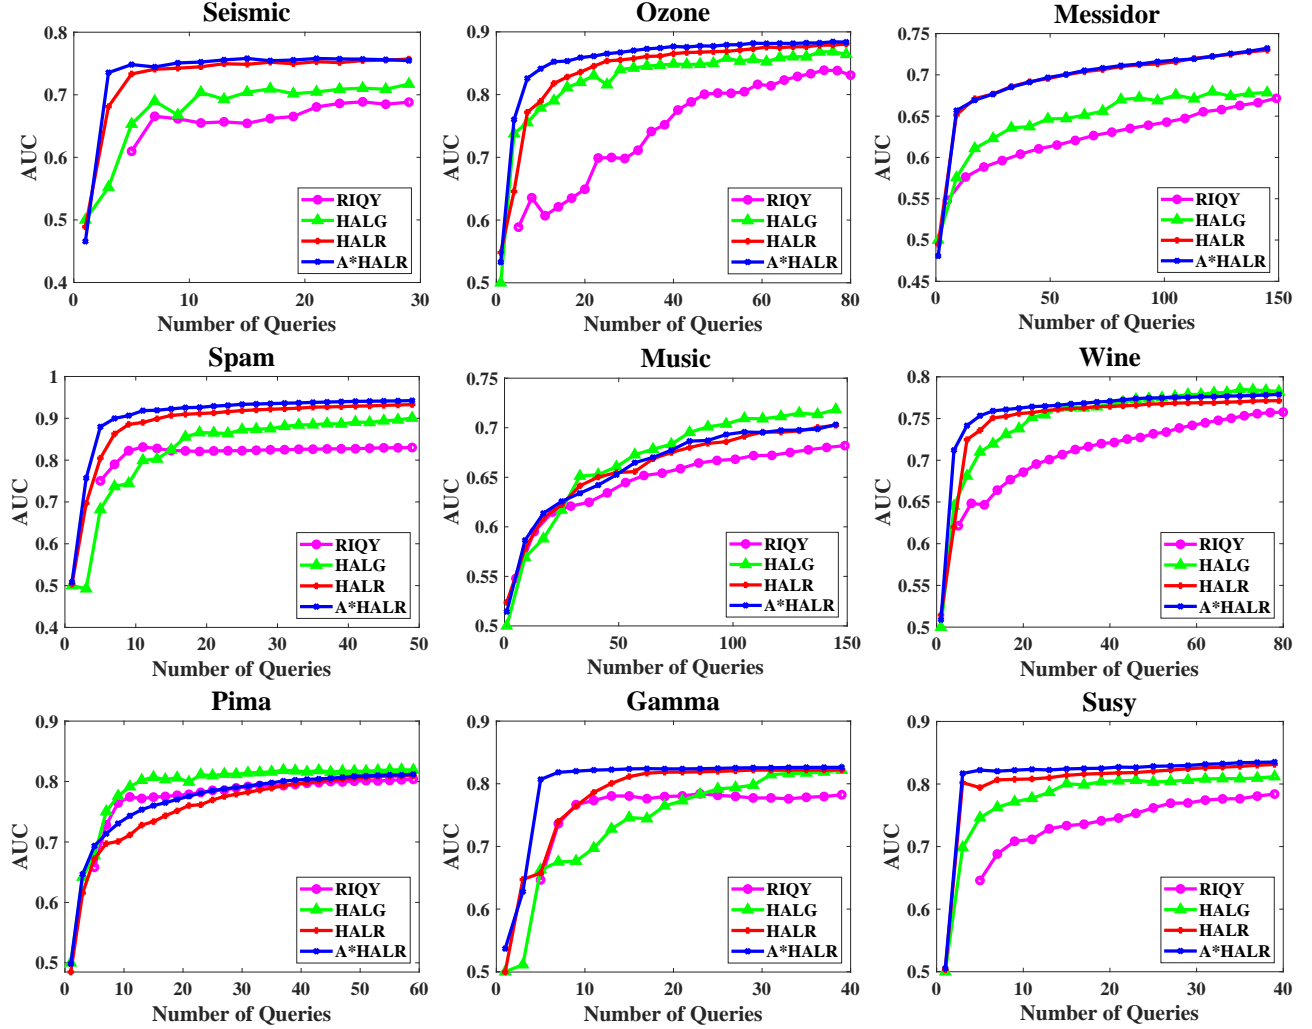 Seismic
AUC
0.8
0.7
0.6
0.5
0.4
0
10
20
30
Number of Queries
RIQY
HALG
HALR
A*HALR
Ozone
AUC
0.9
0.8
0.7
0.6
0.5
0
20
40
60
80
Number of Queries
RIQY
HALG
HALR
A*HALR
Messidor
AUC
0.75
0.7
0.65
0.6
0.55
0.5
0.45
0
50
100
150
Number of Queries
RIQY
HALG
HALR
A*HALR
Spam
AUC
1
0.9
0.8
0.7
0.6
0.5
0.4
0
10
20
30
40
50
Number of Queries
RIQY
HALG
HALR
A*HALR
Music
AUC
0.75
0.7
0.65
0.6
0.55
0.5
0
50
100
150
Number of Queries
RIQY
HALG
HALR
A*HALR
Wine
AUC
0.8
0.75
0.7
0.65
0.6
0.55
0.5
0
20
40
60
80
Number of Queries
RIQY
HALG
HALR
A*HALR
Pima
AUC
0.9
0.8
0.7
0.6
0.5
0
10
20
30
40
50
60
Number of Queries
RIQY
HALG
HALR
A*HALR
Gamma
AUC
0.9
0.8
0.7
0.6
0.5
0
10
20
30
40
Number of Queries
RIQY
HALG
HALR
A*HALR
Susy
AUC
0.9
0.8
0.7
0.6
0.5
0
10
20
30
40
Number of Queries
RIQY
HALG
HALR
A*HALR